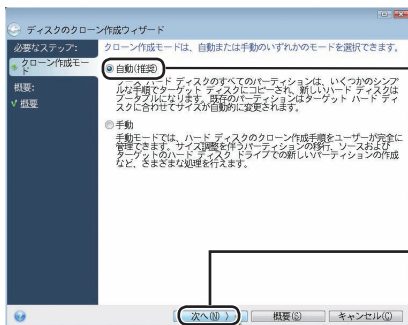 ディスクのクローン作成ウィザード
必要なステップ:
クローン作成モード
概要:
概要
クローン作成モードは、自動または手動のいずれかのモードを選択できます。
自動(推奨)
ソース ハード ディスクのすべてのパーティションは、いくつかのシンプ
ルな手順でターゲット ディスクにコピーされ、新しいハード ディスクは
ブータブルになります。既存のパーティションはターゲット ハード ディ
スクに合わせてサイズが自動的に変更されます。
手動
手動モードでは、ハード ディスクのクローン作成手順をユーザーが完全に
管理できます。サイズ調整を伴うパーティションの移行、ソースおよび
ターゲットのハード ディスク ドライブでの新しいパーティションの作成
など、さまざまな処理を行えます。
次へ(N) >
概要(S)
キャンセル(C)